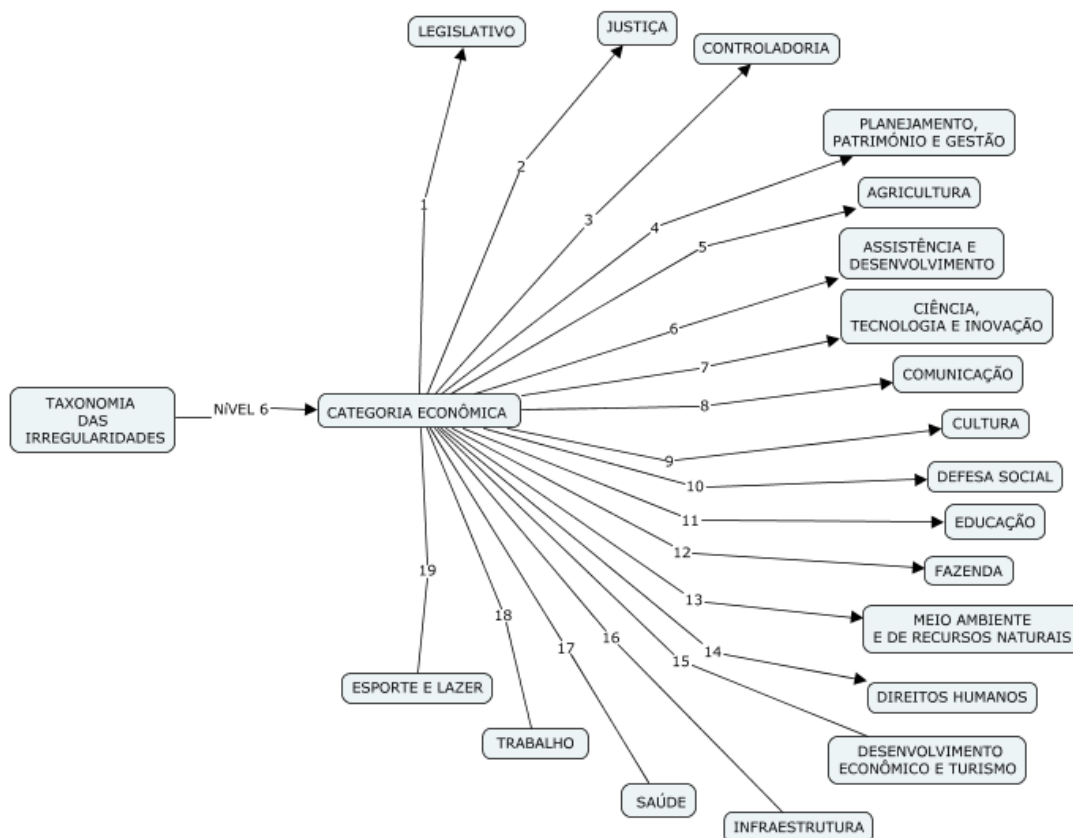 LEGISLATIVO
JUSTIÇA
CONTROLADORIA
PLANEJAMENTO,
PATRIMÓNIO E GESTÃO
AGRICULTURA
ASSISTÊNCIA E
DESENVOLVIMENTO
CIÊNCIA,
TECNOLOGIA E INOVAÇÃO
COMUNICAÇÃO
CULTURA
DEFESA SOCIAL
EDUCAÇÃO
FAZENDA
MEIO AMBIENTE
E DE RECURSOS NATURAIS
DIREITOS HUMANOS
DESENVOLVIMENTO
ECONÔMICO E TURISMO
INFRAESTRUTURA
SAÚDE
TRABALHO
ESPORTE E LAZER
TAXONOMIA
DAS
IRREGULARIDADES
NíVEL 6
CATEGORIA ECONÔMICA
1
2
3
4
5
6
7
8
9
10
11
12
13
14
15
16
17
18
19